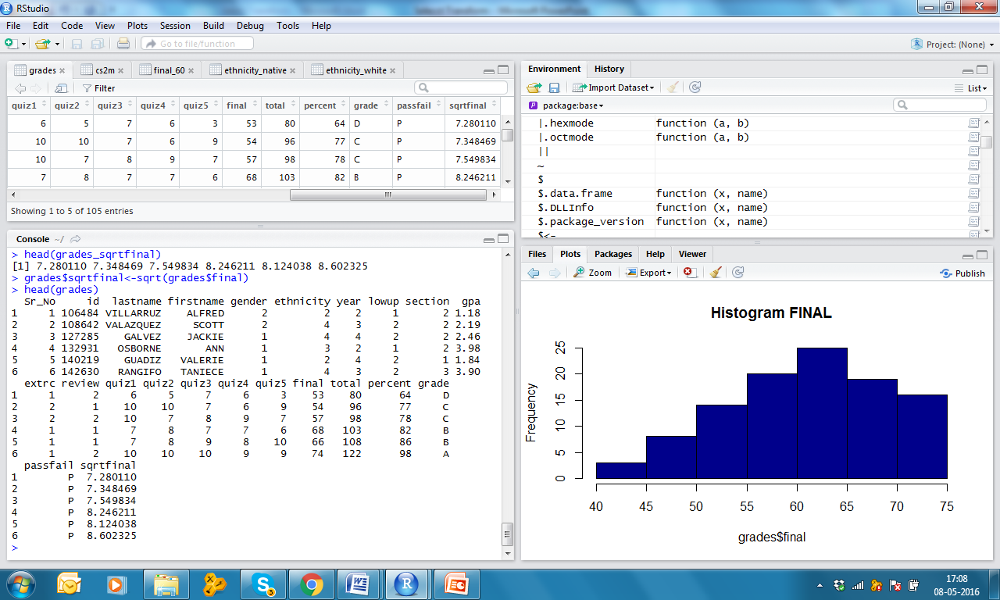 RStudio
File Edit Code View Plots Session Build Debug Tools Help
Go to file/function Project: (None)
grades cs2m final_60 ethnicity_native ethnicity_white
Filter
quiz1 quiz2 quiz3 quiz4 quiz5 final total percent grade passfail sqrtfinal
6 5 7 6 3 53 80 64 D P 7.280110
10 10 7 6 9 54 96 77 C P 7.348469
10 7 8 9 7 57 98 78 C P 7.549834
7 8 7 7 6 68 103 82 B P 8.246211
Showing 1 to 5 of 105 entries
Console ~/
> head(grades_sqrtfinal)
[1] 7.280110 7.348469 7.549834 8.246211 8.124038 8.602325
> grades$sqrtfinal<-sqrt(grades$final)
> head(grades)
Sr_No id lastname firstname gender ethnicity year lowup section gpa
1 1 106484 VILLARRUZ ALFRED 2 2 2 1 2 1.18
2 2 108642 VALAZQUEZ SCOTT 2 4 3 2 2 2.19
3 3 127285 GALVEZ JACKIE 1 4 4 2 2 2.46
4 4 132931 OSBORNE ANN 1 3 2 1 2 3.98
5 5 140219 GUADIZ VALERIE 1 2 4 2 1 1.84
6 6 142630 RANGIFO TANIECE 1 4 3 2 3 3.90
extrc review quiz1 quiz2 quiz3 quiz4 quiz5 final total percent grade
1 1 2 6 5 7 6 3 53 80 64 D
2 2 1 10 10 7 6 9 54 96 77 C
3 2 2 10 7 8 9 7 57 98 78 C
4 1 1 7 8 7 7 6 68 103 82 B
5 1 1 7 8 9 8 10 66 108 86 B
6 1 2 10 10 10 9 9 74 122 98 A
passfail sqrtfinal
1 P 7.280110
2 P 7.348469
3 P 7.549834
4 P 8.246211
5 P 8.124038
6 P 8.602325
>
Environment History
Import Dataset List
package:base
|.hexmode function (a, b)
|.octmode function (a, b)
||
~
$
$.data.frame function (x, name)
$.DLLInfo function (x, name)
$.package_version function (x, name)
$<-
Files Plots Packages Help Viewer
Zoom Export Publish
Histogram FINAL
Frequency
0 5 10 15 20 25
40 45 50 55 60 65 70 75
grades$final
17:08
08-05-2016